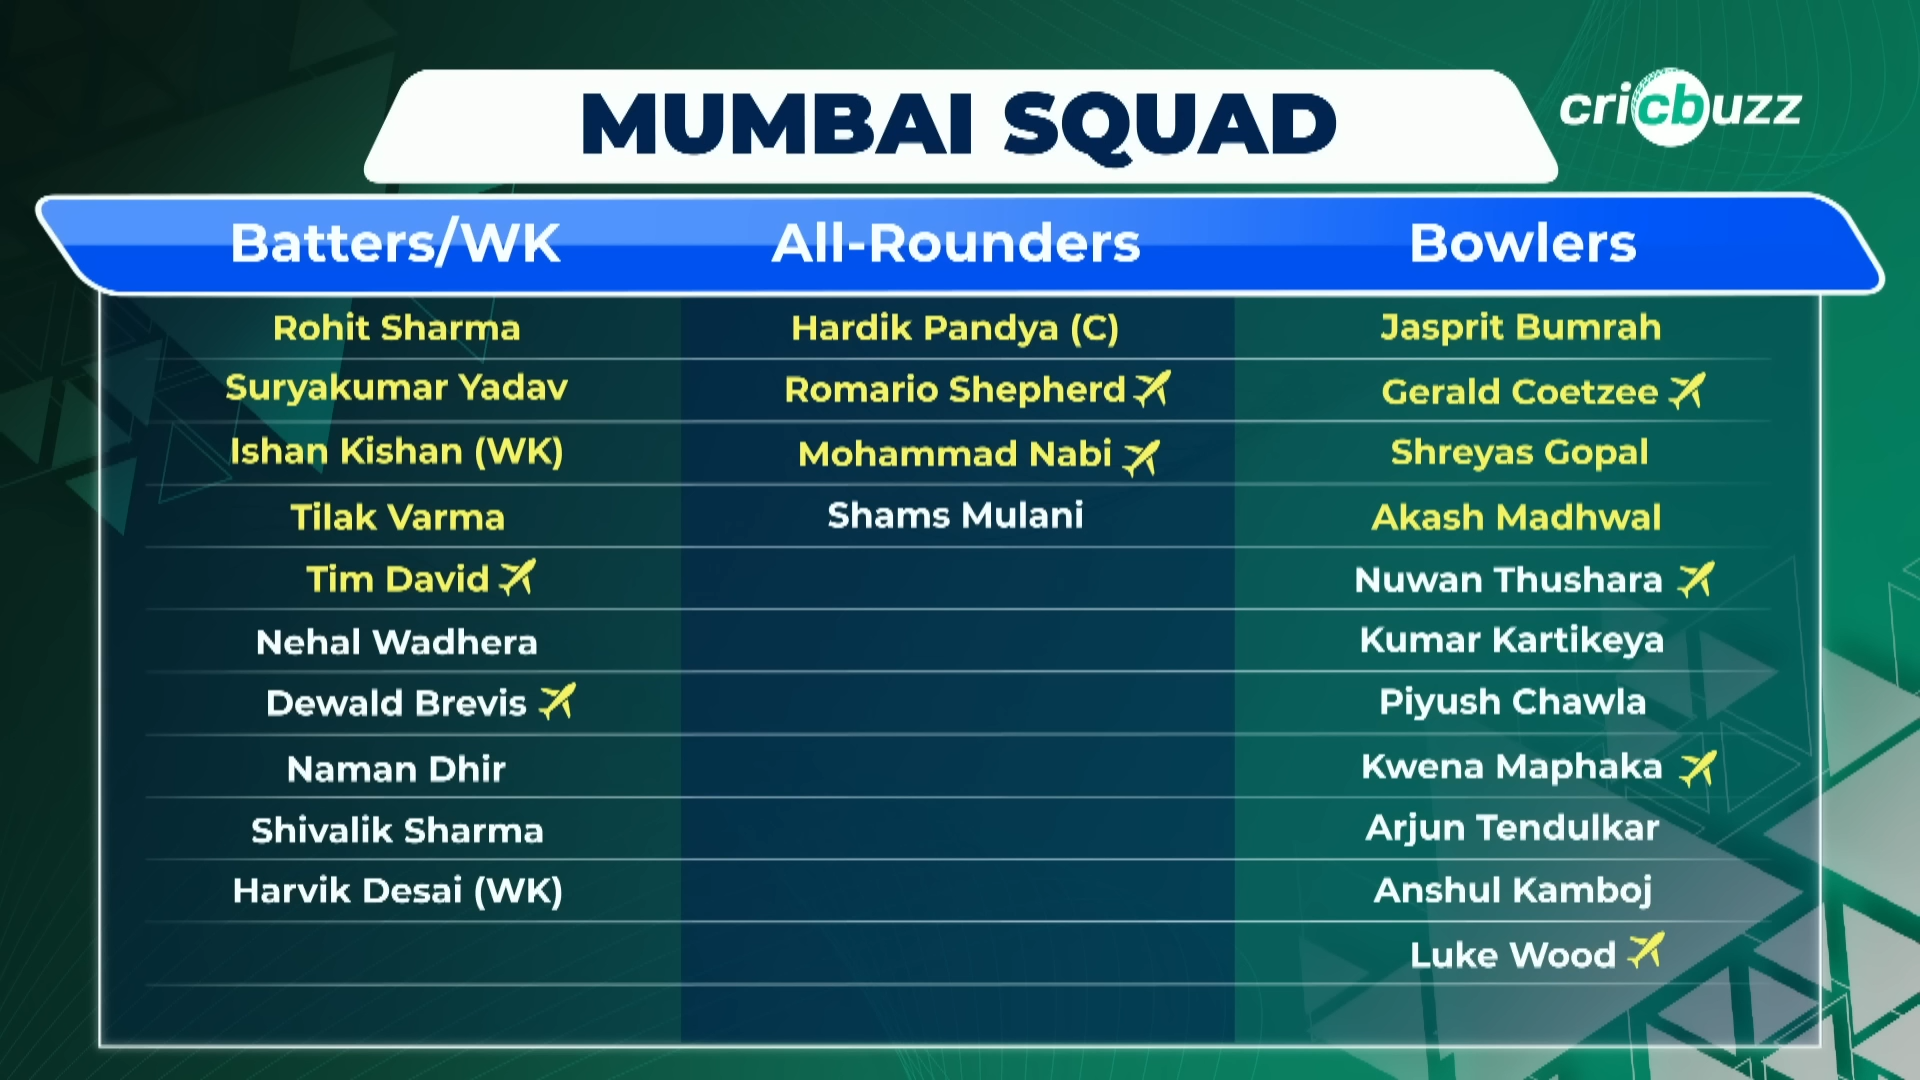 MUMBAI SQUAD
cricbuzz
Batters/WK All-Rounders Bowlers
Rohit Sharma Hardik Pandya (C) Jasprit Bumrah
Suryakumar Yadav Romario Shepherd Gerald Coetzee
Ishan Kishan (WK) Mohammad Nabi Shreyas Gopal
Tilak Varma Shams Mulani Akash Madhwal
Tim David Nuwan Thushara
Nehal Wadhera Kumar Kartikeya
Dewald Brevis Piyush Chawla
Naman Dhir Kwena Maphaka
Shivalik Sharma Arjun Tendulkar
Harvik Desai (WK) Anshul Kamboj
Luke Wood